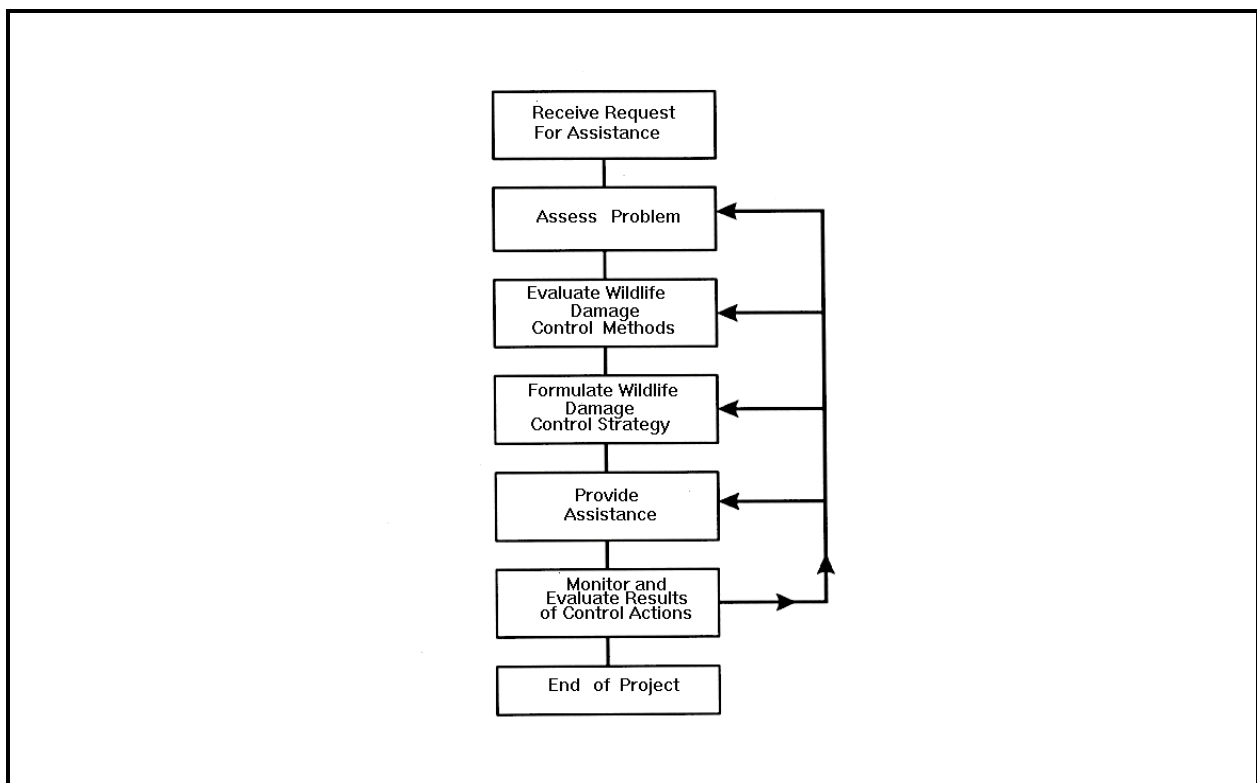 Receive Request
For Assistance
Assess Problem
Evaluate Wildlife
Damage
Control Methods
Formulate Wildlife
Damage
Control Strategy
Provide
Assistance
Monitor and
Evaluate Results
of Control Actions
End of Project